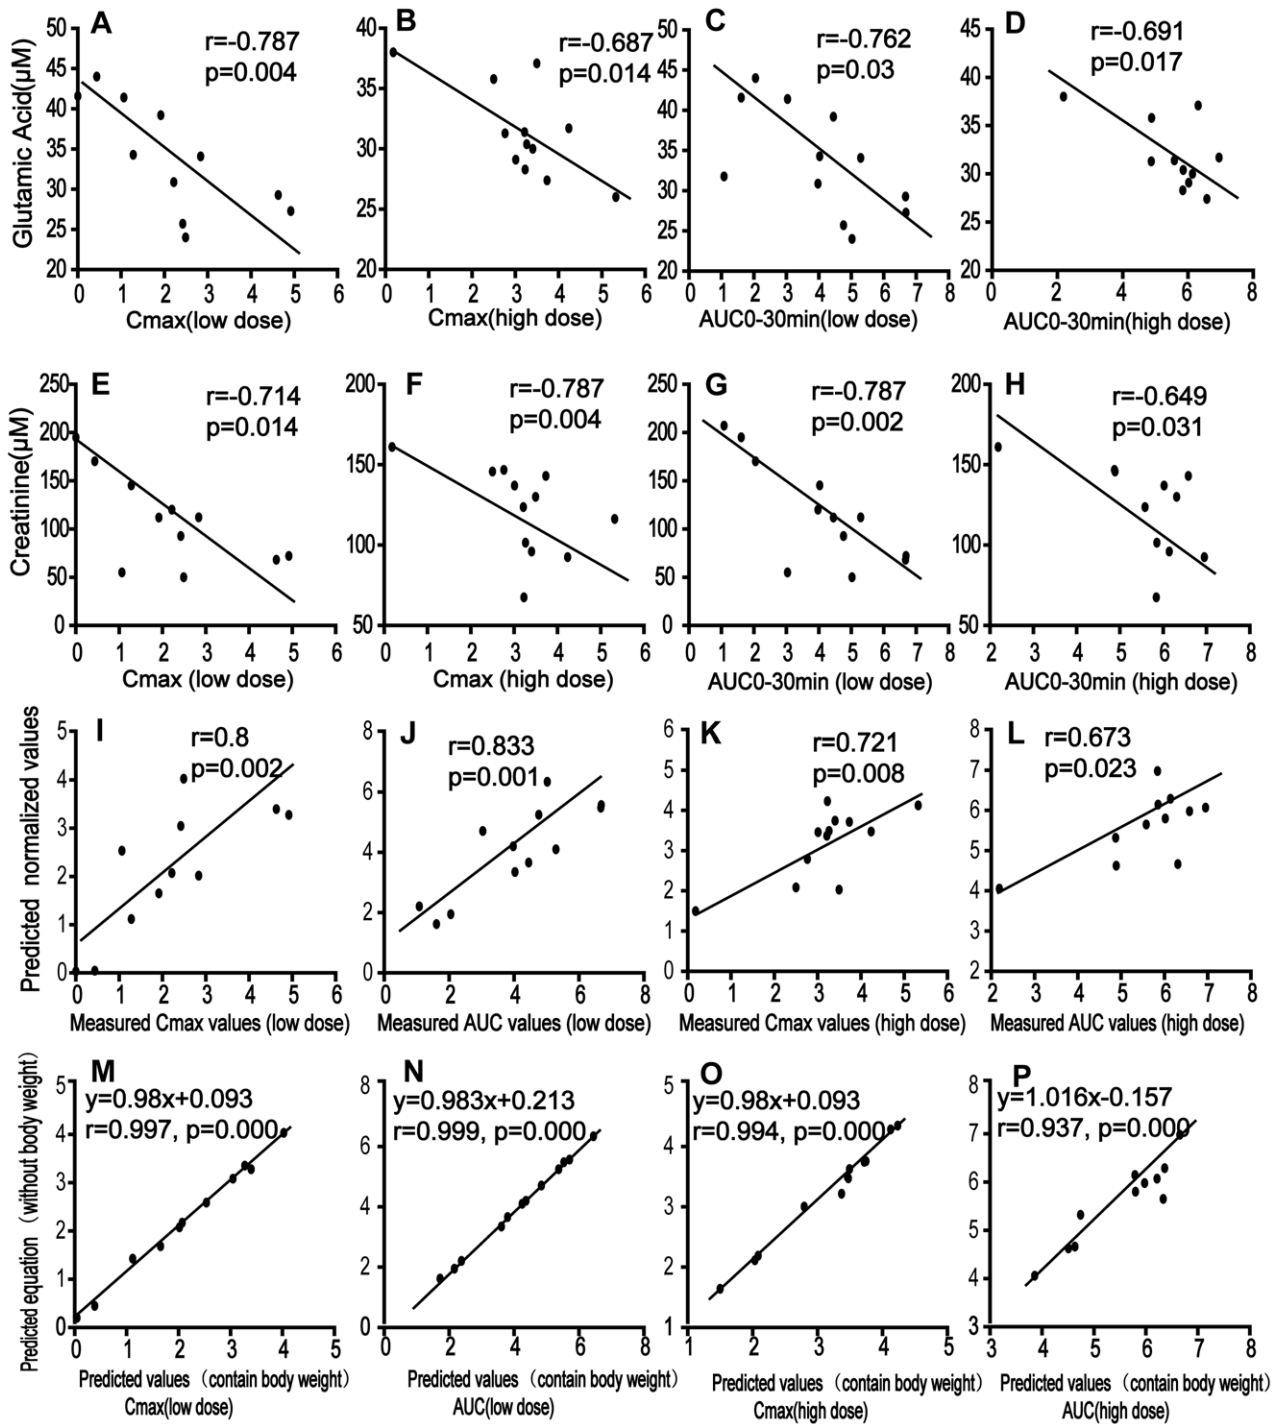 A
r=-0.787
p=0.004
Glutamic Acid(μM)
50
45
40
35
30
25
20
0 1 2 3 4 5 6
Cmax(low dose)
B
r=-0.687
p=0.014
40
35
30
25
20
0 1 2 3 4 5 6
Cmax(high dose)
C
r=-0.762
p=0.03
50
45
40
35
30
25
20
0 1 2 3 4 5 6 7 8
AUC0-30min(low dose)
D
r=-0.691
p=0.017
45
40
35
30
25
20
0 2 4 6 8
AUC0-30min(high dose)
E
r=-0.714
p=0.014
Creatinine(μM)
250
200
150
100
50
0
0 1 2 3 4 5 6
Cmax (low dose)
F
r=-0.787
p=0.004
200
150
100
50
0 1 2 3 4 5 6
Cmax (high dose)
G
r=-0.787
p=0.002
250
200
150
100
50
0
0 1 2 3 4 5 6 7 8
AUC0-30min (low dose)
H
r=-0.649
p=0.031
200
150
100
50
2 3 4 5 6 7 8
AUC0-30min (high dose)
I
r=0.8
p=0.002
Predicted normalized values
5
4
3
2
1
0
0 1 2 3 4 5 6
Measured Cmax values (low dose)
J
r=0.833
p=0.001
8
6
4
2
0
0 2 4 6 8
Measured AUC values (low dose)
K
r=0.721
p=0.008
6
5
4
3
2
1
0
0 1 2 3 4 5 6
Measured Cmax values (high dose)
L
r=0.673
p=0.023
8
7
6
5
4
3
2
2 3 4 5 6 7 8
Measured AUC values (high dose)
M
y=0.98x+0.093
r=0.997, p=0.000
Predicted equation（without body weight）
5
4
3
2
1
0
0 1 2 3 4 5
Predicted values （contain body weight）
Cmax(low dose)
N
y=0.983x+0.213
r=0.999, p=0.000
8
6
4
2
0
0 2 4 6 8
Predicted values （contain body weight）
AUC(low dose)
O
y=0.98x+0.093
r=0.994, p=0.000
5
4
3
2
1
1 2 3 4 5
Predicted values （contain body weight）
Cmax(high dose)
P
y=1.016x-0.157
r=0.937, p=0.000
8
7
6
5
4
3
3 4 5 6 7 8
Predicted values （contain body weight）
AUC(high dose)